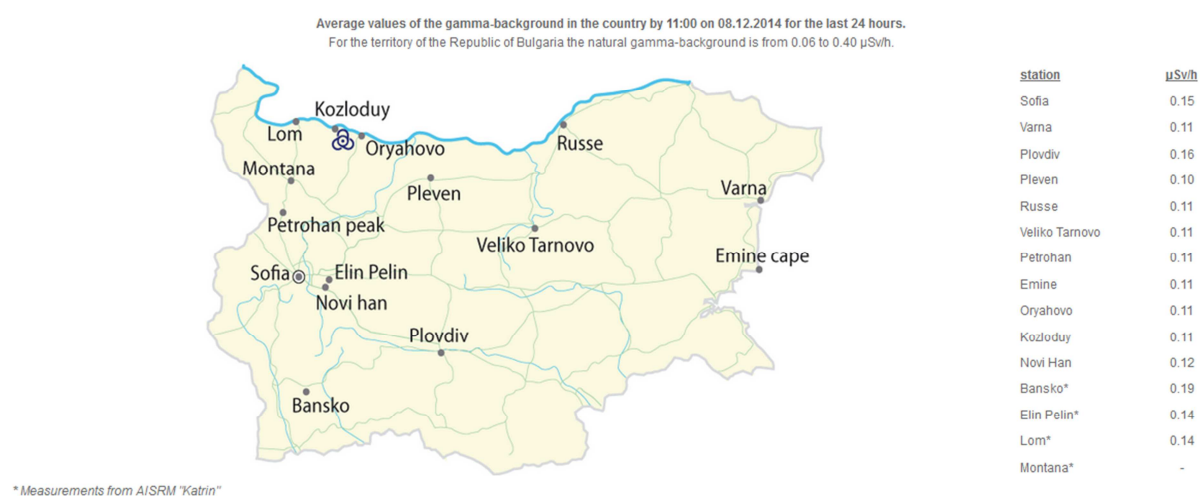 Average values of the gamma-background in the country by 11:00 on 08.12.2014 for the last 24 hours.
For the territory of the Republic of Bulgaria the natural gamma-background is from 0.06 to 0.40 µSv/h.
Kozloduy
Lom
Oryahovo
Russe
Montana
Pleven
Varna
Petrohan peak
Veliko Tarnovo
Emine cape
Sofia
Elin Pelin
Novi han
Plovdiv
Bansko
station µSv/h
Sofia 0.15
Varna 0.11
Plovdiv 0.16
Pleven 0.10
Russe 0.11
Veliko Tarnovo 0.11
Petrohan 0.11
Emine 0.11
Oryahovo 0.11
Kozloduy 0.11
Novi Han 0.12
Bansko* 0.19
Elin Pelin* 0.14
Lom* 0.14
Montana* -
* Measurements from AISRM "Katrin"